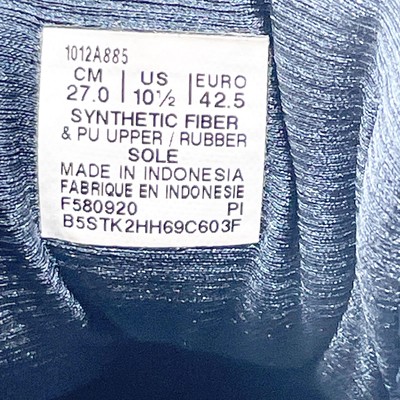 1012A885
CM | US | EURO
27.0 | 10½ | 42.5
SYNTHETIC FIBER
& PU UPPER / RUBBER
SOLE
MADE IN INDONESIA
FABRIQUE EN INDONESIE
F580920 PI
B5STK2HH69C603F